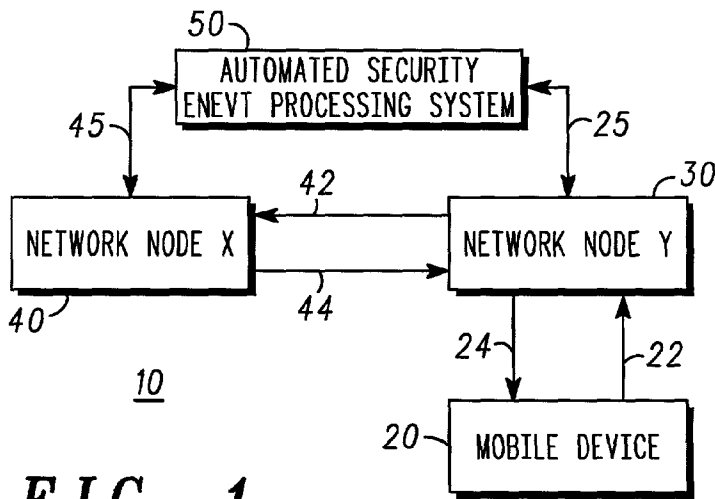 50
AUTOMATED SECURITY
ENEVT PROCESSING SYSTEM
45
25
42
30
NETWORK NODE X
NETWORK NODE Y
40
44
24
22
10
20
MOBILE DEVICE
FIG. 1